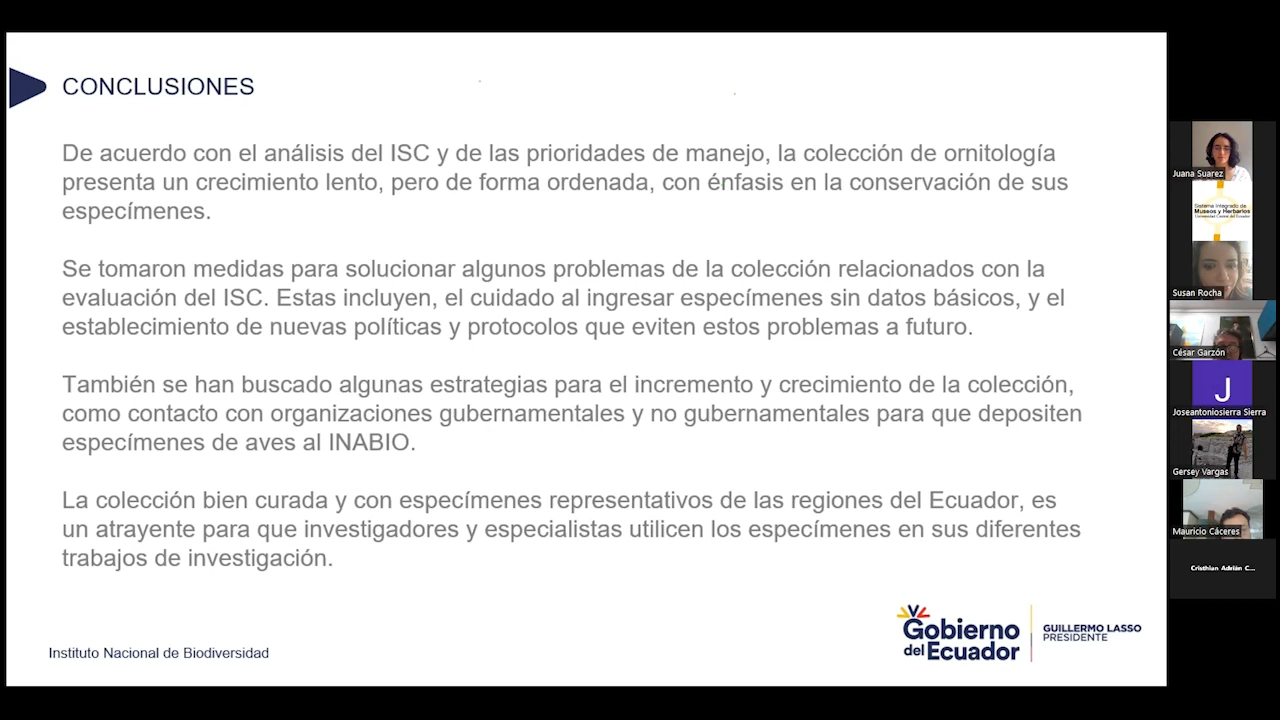 CONCLUSIONES
De acuerdo con el análisis del ISC y de las prioridades de manejo, la colección de ornitología
presenta un crecimiento lento, pero de forma ordenada, con énfasis en la conservación de sus
especímenes.
Se tomaron medidas para solucionar algunos problemas de la colección relacionados con la
evaluación del ISC. Estas incluyen, el cuidado al ingresar especímenes sin datos básicos, y el
establecimiento de nuevas políticas y protocolos que eviten estos problemas a futuro.
También se han buscado algunas estrategias para el incremento y crecimiento de la colección,
como contacto con organizaciones gubernamentales y no gubernamentales para que depositen
especímenes de aves al INABIO.
La colección bien curada y con especímenes representativos de las regiones del Ecuador, es
un atrayente para que investigadores y especialistas utilicen los especímenes en sus diferentes
trabajos de investigación.
Instituto Nacional de Biodiversidad
Gobierno
del Ecuador
GUILLERMO LASSO
PRESIDENTE
Juana Suarez
Sistema Integrado de
Museos y Herbarios
Universidad Central del Ecuador
Susan Rocha
César Garzón
J
Joseantoniosierra Sierra
Gersey Vargas
Mauricio Cáceres
Cristhian Adrián C...